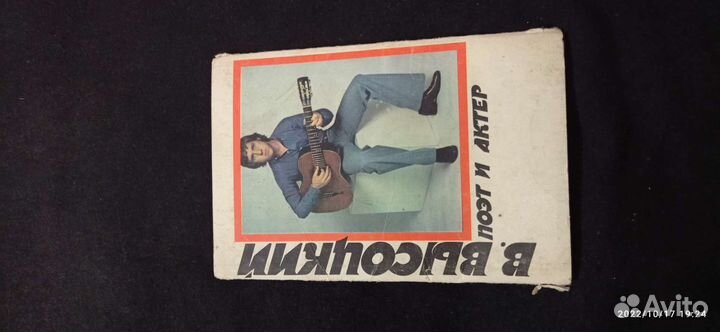 В. ВЫСОЦКИЙ
ПОЭТ И АКТЕР
Avito
2022/10/17 19:24